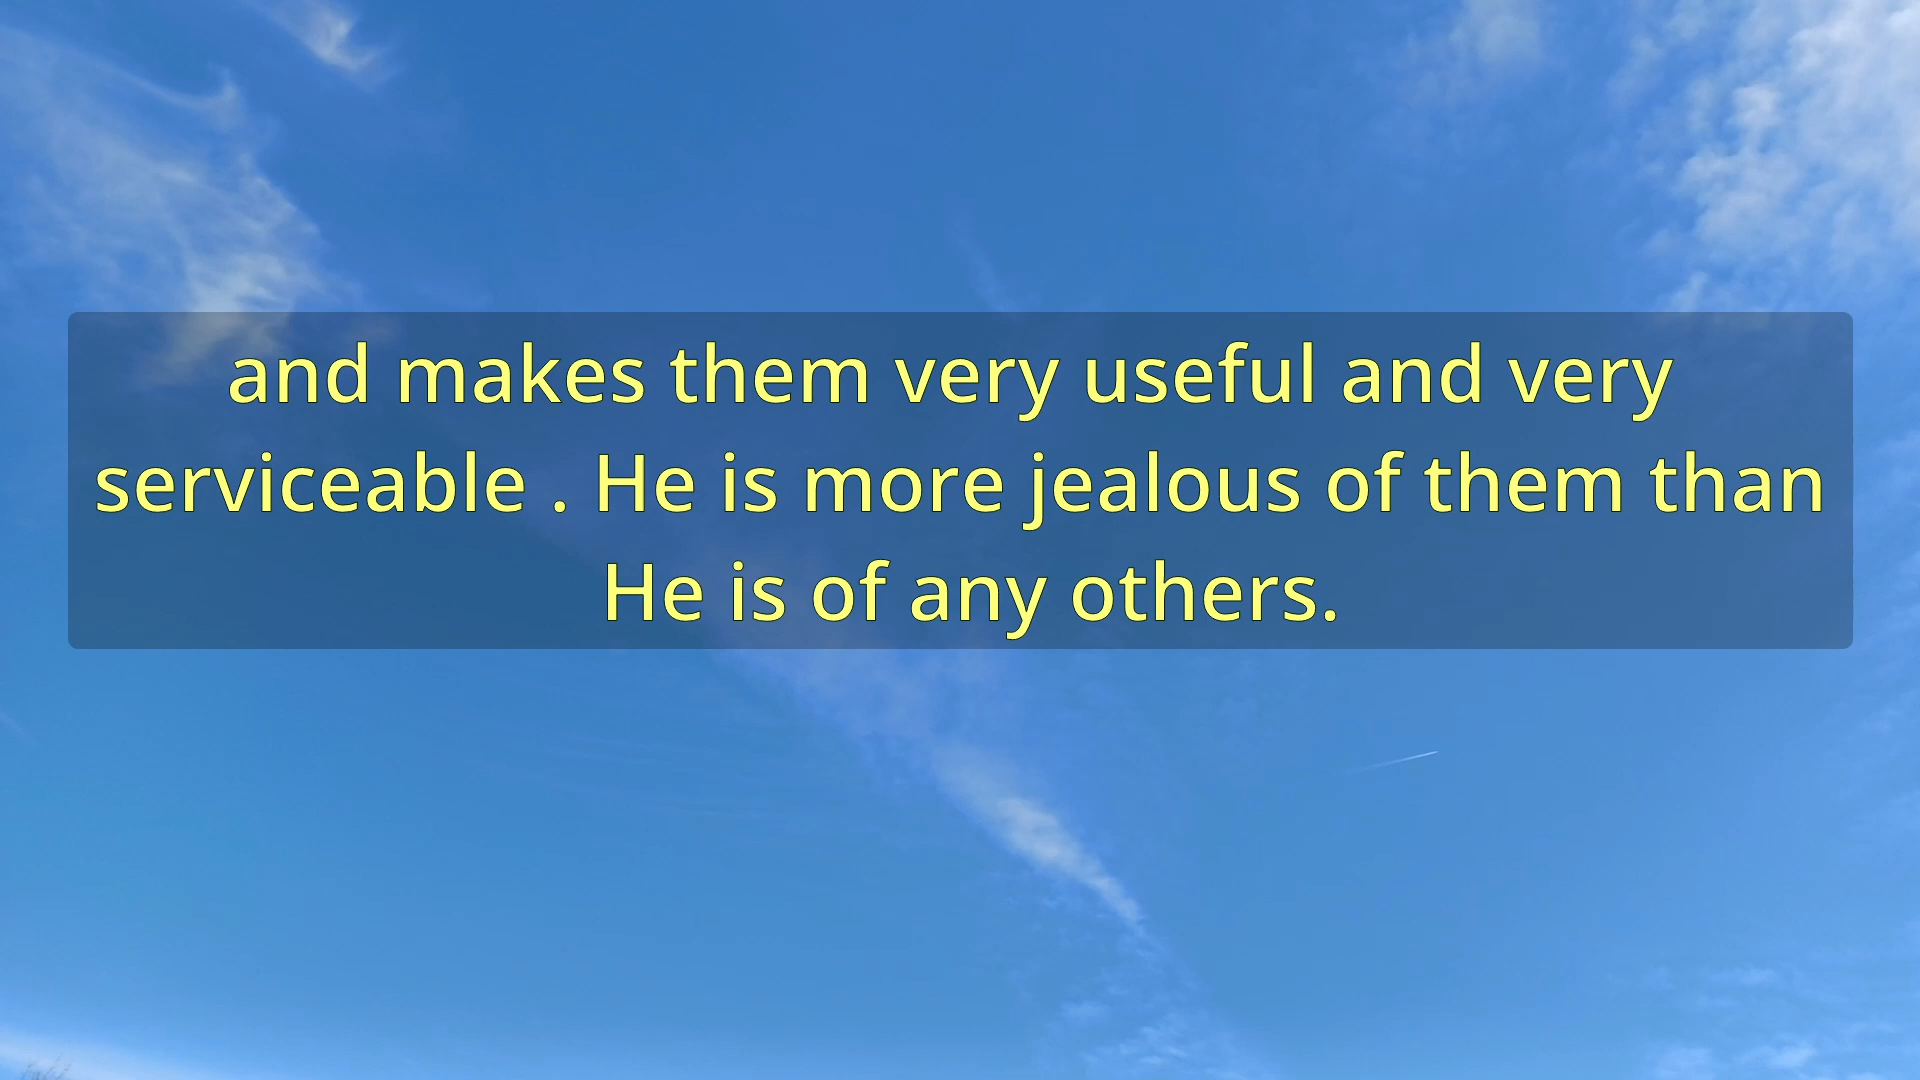 and makes them very useful and very
serviceable . He is more jealous of them than
He is of any others.